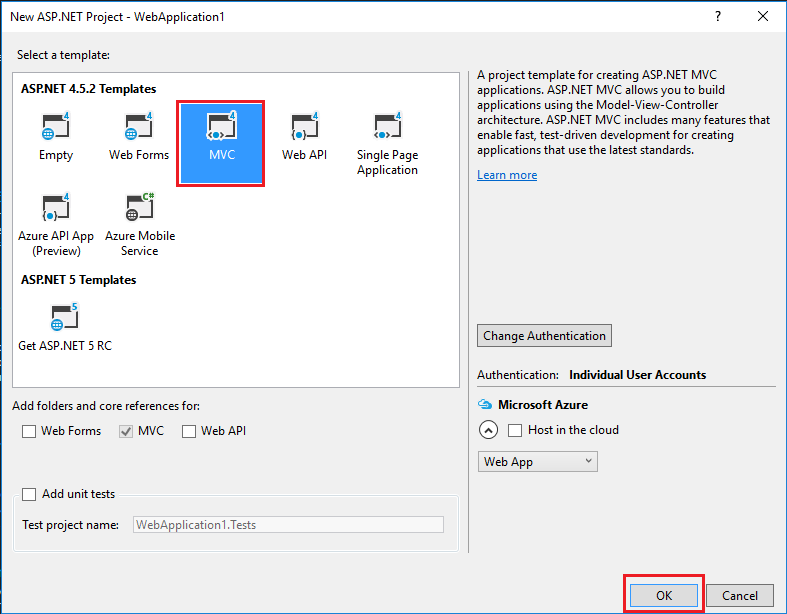 New ASP.NET Project - WebApplication1
Select a template:
ASP.NET 4.5.2 Templates
Empty
Web Forms
MVC
Web API
Single Page
Application
Azure API App
(Preview)
Azure Mobile
Service
ASP.NET 5 Templates
Get ASP.NET 5 RC
A project template for creating ASP.NET MVC
applications. ASP.NET MVC allows you to build
applications using the Model-View-Controller
architecture. ASP.NET MVC includes many features that
enable fast, test-driven development for creating
applications that use the latest standards.
Learn more
Change Authentication
Authentication: Individual User Accounts
Microsoft Azure
Host in the cloud
Web App
Add folders and core references for:
Web Forms
MVC
Web API
Add unit tests
Test project name: WebApplication1.Tests
OK
Cancel